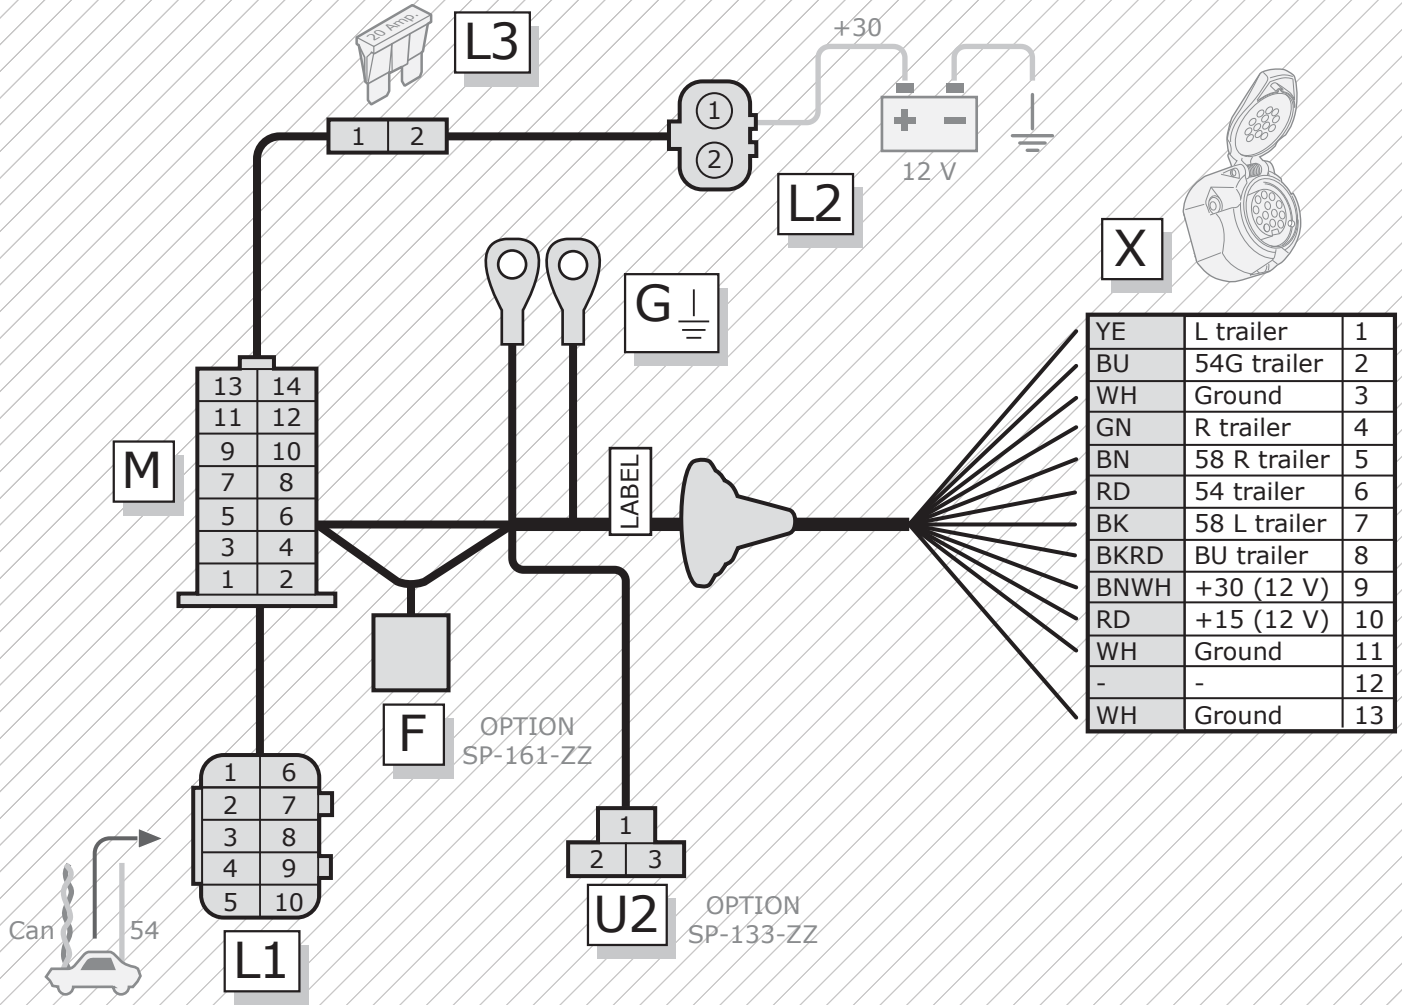 20 Amp.
L3
+30
1 2
1
2
12 V
L2
X
G
13 14
11 12
9 10
7 8
5 6
3 4
1 2
M
LABEL
YE L trailer 1
BU 54G trailer 2
WH Ground 3
GN R trailer 4
BN 58 R trailer 5
RD 54 trailer 6
BK 58 L trailer 7
BKRD BU trailer 8
BNWH +30 (12 V) 9
RD +15 (12 V) 10
WH Ground 11
- - 12
WH Ground 13
F
OPTION
SP-161-ZZ
1 6
2 7
3 8
4 9
5 10
Can
54
L1
1
2 3
U2
OPTION
SP-133-ZZ